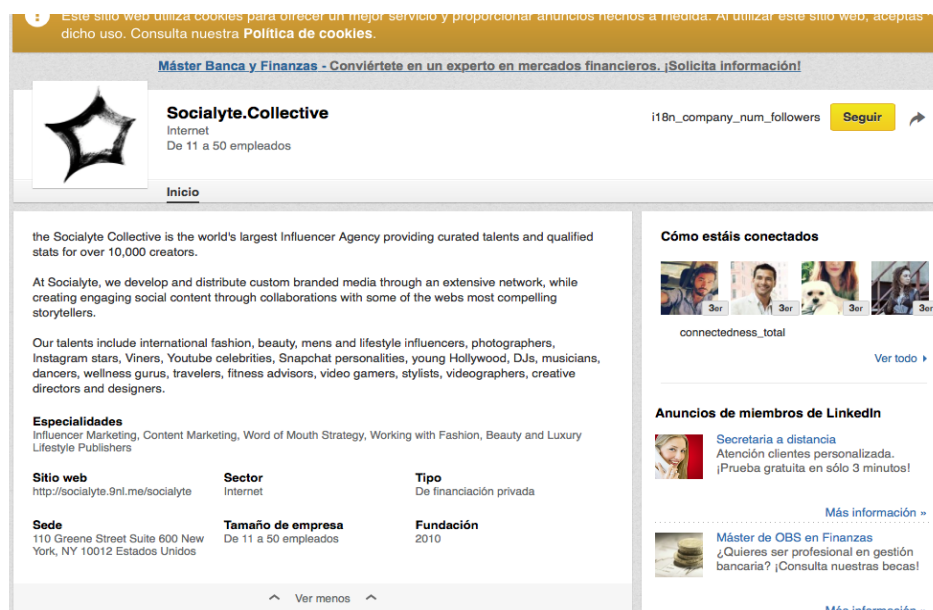 Este sitio web utiliza cookies para ofrecer un mejor servicio y proporcionar anuncios hechos a medida. Al utilizar este sitio web, aceptas
dicho uso. Consulta nuestra Política de cookies.
Máster Banca y Finanzas - Conviértete en un experto en mercados financieros. ¡Solicita información!
Socialyte.Collective
Internet
De 11 a 50 empleados
i18n_company_num_followers
Seguir
Inicio
the Socialyte Collective is the world's largest Influencer Agency providing curated talents and qualified
stats for over 10,000 creators.
At Socialyte, we develop and distribute custom branded media through an extensive network, while
creating engaging social content through collaborations with some of the webs most compelling
storytellers.
Our talents include international fashion, beauty, mens and lifestyle influencers, photographers,
Instagram stars, Viners, Youtube celebrities, Snapchat personalities, young Hollywood, DJs, musicians,
dancers, wellness gurus, travelers, fitness advisors, video gamers, stylists, videographers, creative
directors and designers.
Especialidades
Influencer Marketing, Content Marketing, Word of Mouth Strategy, Working with Fashion, Beauty and Luxury
Lifestyle Publishers
Sitio web
http://socialyte.9nl.me/socialyte
Sector
Internet
Tipo
De financiación privada
Sede
110 Greene Street Suite 600 New
York, NY 10012 Estados Unidos
Tamaño de empresa
De 11 a 50 empleados
Fundación
2010
Ver menos
Cómo estáis conectados
3er
3er
3er
3er
connectedness_total
Ver todo
Anuncios de miembros de LinkedIn
Secretaria a distancia
Atención clientes personalizada.
¡Prueba gratuita en sólo 3 minutos!
Más información »
Máster de OBS en Finanzas
¿Quieres ser profesional en gestión
bancaria? ¡Consulta nuestras becas!
Más información »